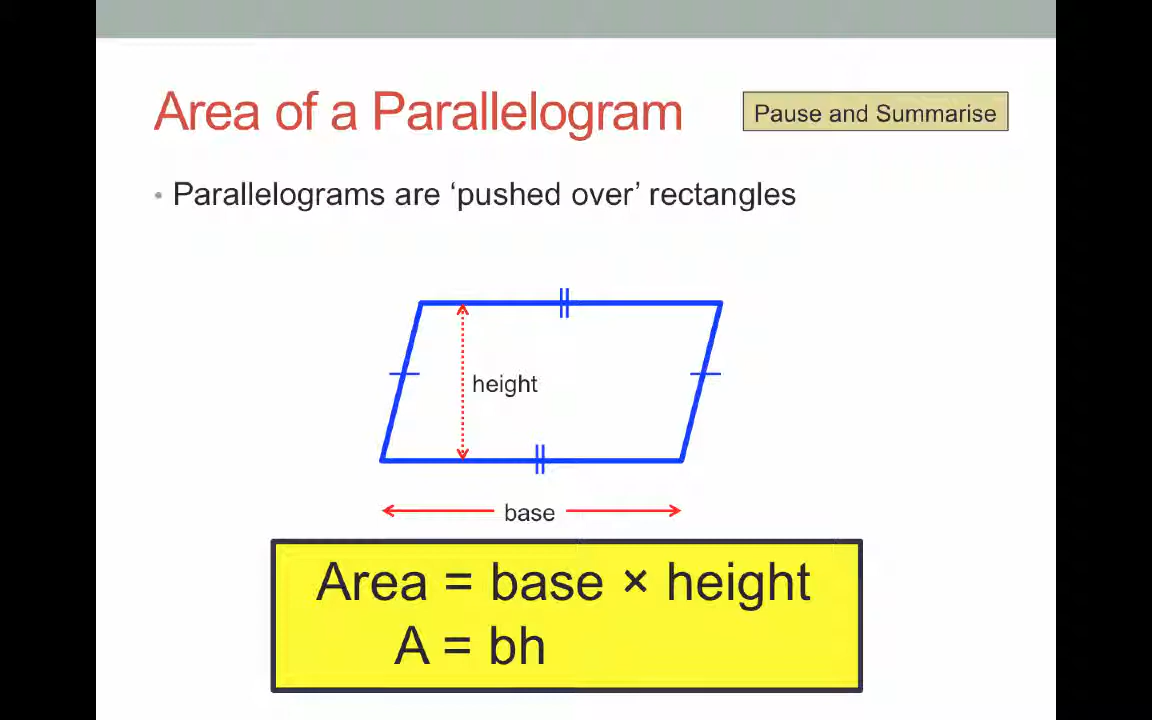 Area of a Parallelogram
Pause and Summarise
• Parallelograms are ‘pushed over’ rectangles
height
base
Area = base × height
A = bh